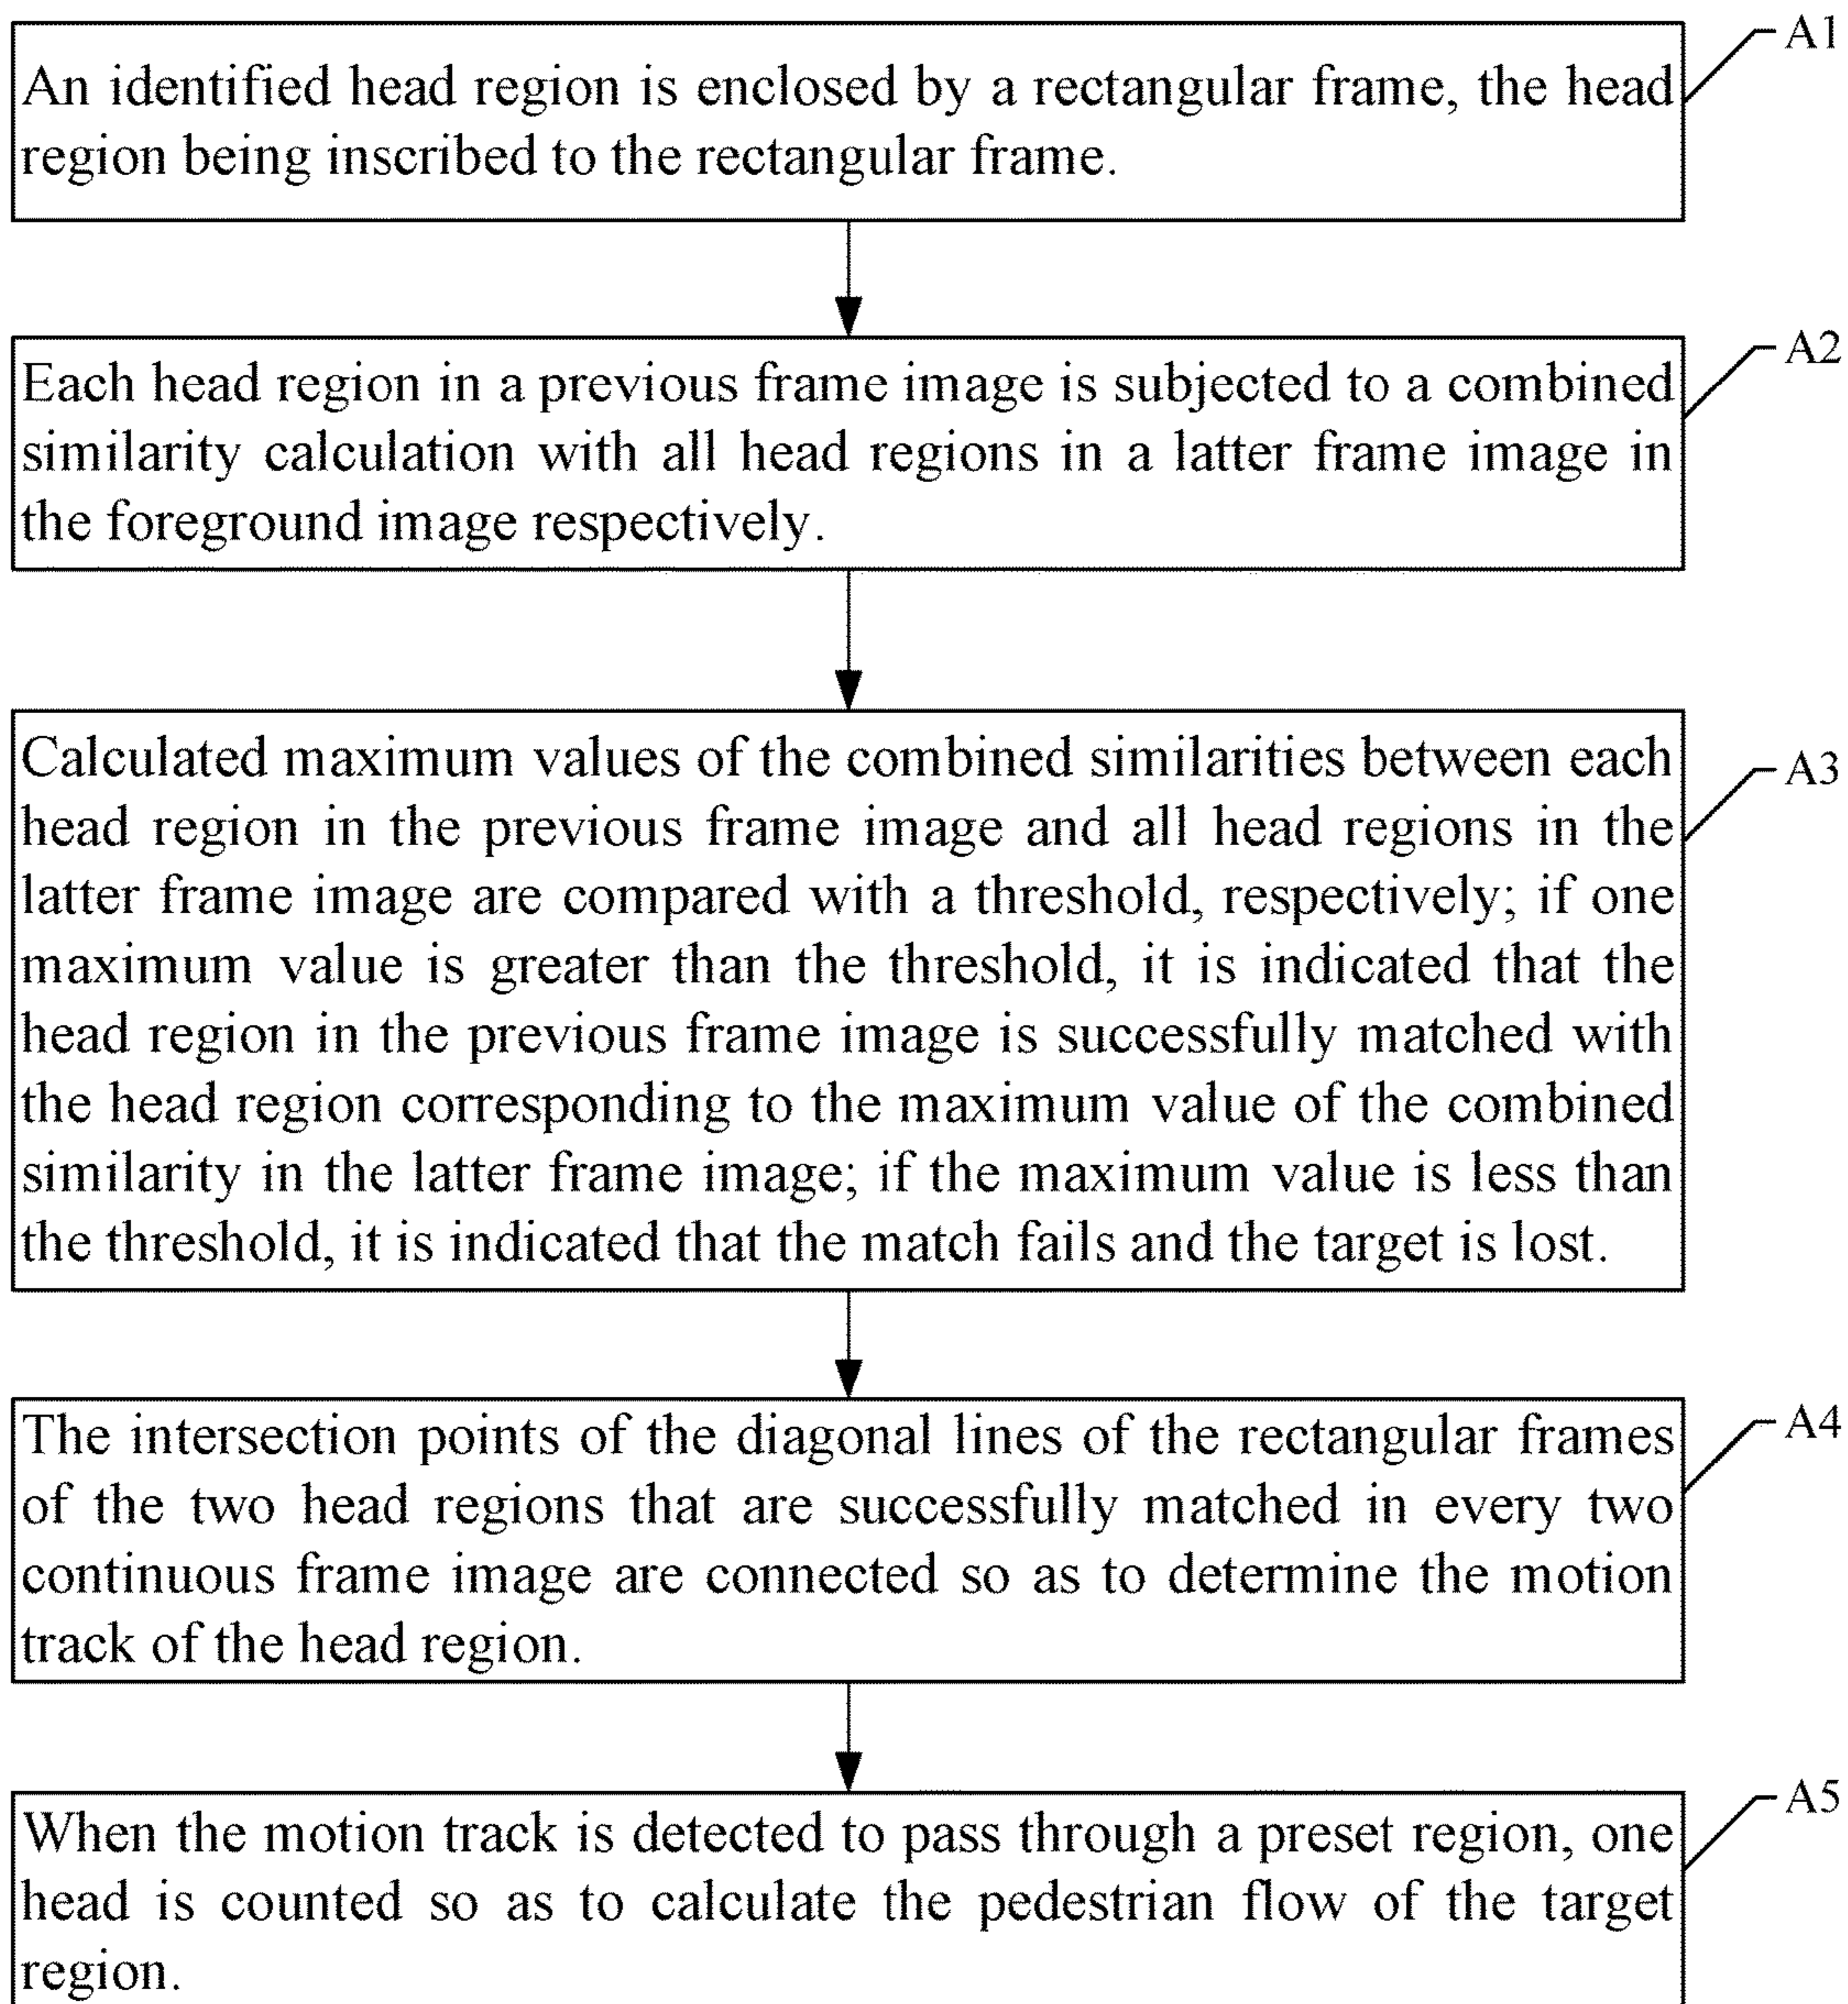 A1
An identified head region is enclosed by a rectangular frame, the head
region being inscribed to the rectangular frame.
A2
Each head region in a previous frame image is subjected to a combined
similarity calculation with all head regions in a latter frame image in
the foreground image respectively.
A3
Calculated maximum values of the combined similarities between each
head region in the previous frame image and all head regions in the
latter frame image are compared with a threshold, respectively; if one
maximum value is greater than the threshold, it is indicated that the
head region in the previous frame image is successfully matched with
the head region corresponding to the maximum value of the combined
similarity in the latter frame image; if the maximum value is less than
the threshold, it is indicated that the match fails and the target is lost.
A4
The intersection points of the diagonal lines of the rectangular frames
of the two head regions that are successfully matched in every two
continuous frame image are connected so as to determine the motion
track of the head region.
A5
When the motion track is detected to pass through a preset region, one
head is counted so as to calculate the pedestrian flow of the target
region.